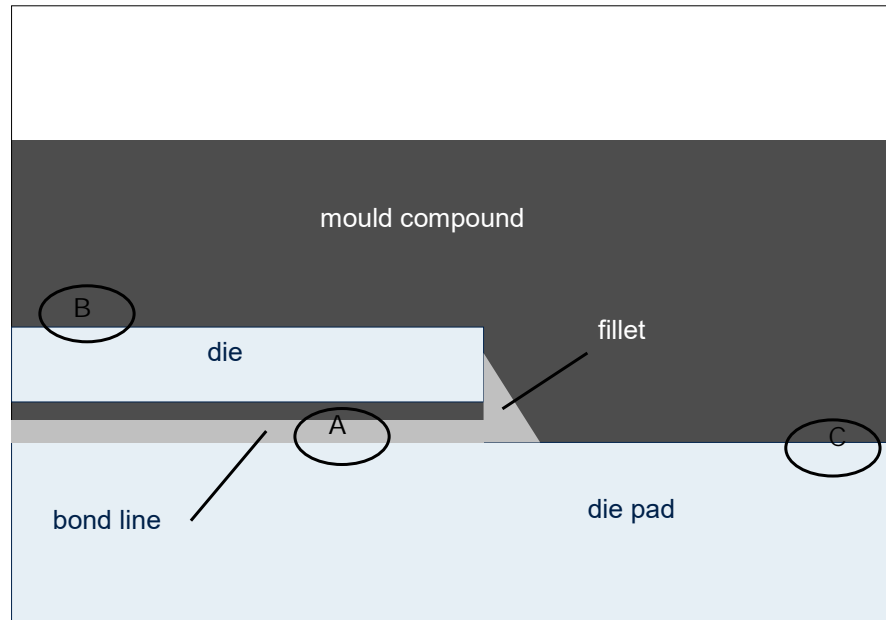 mould compound
B
fillet
die
A
C
die pad
bond line